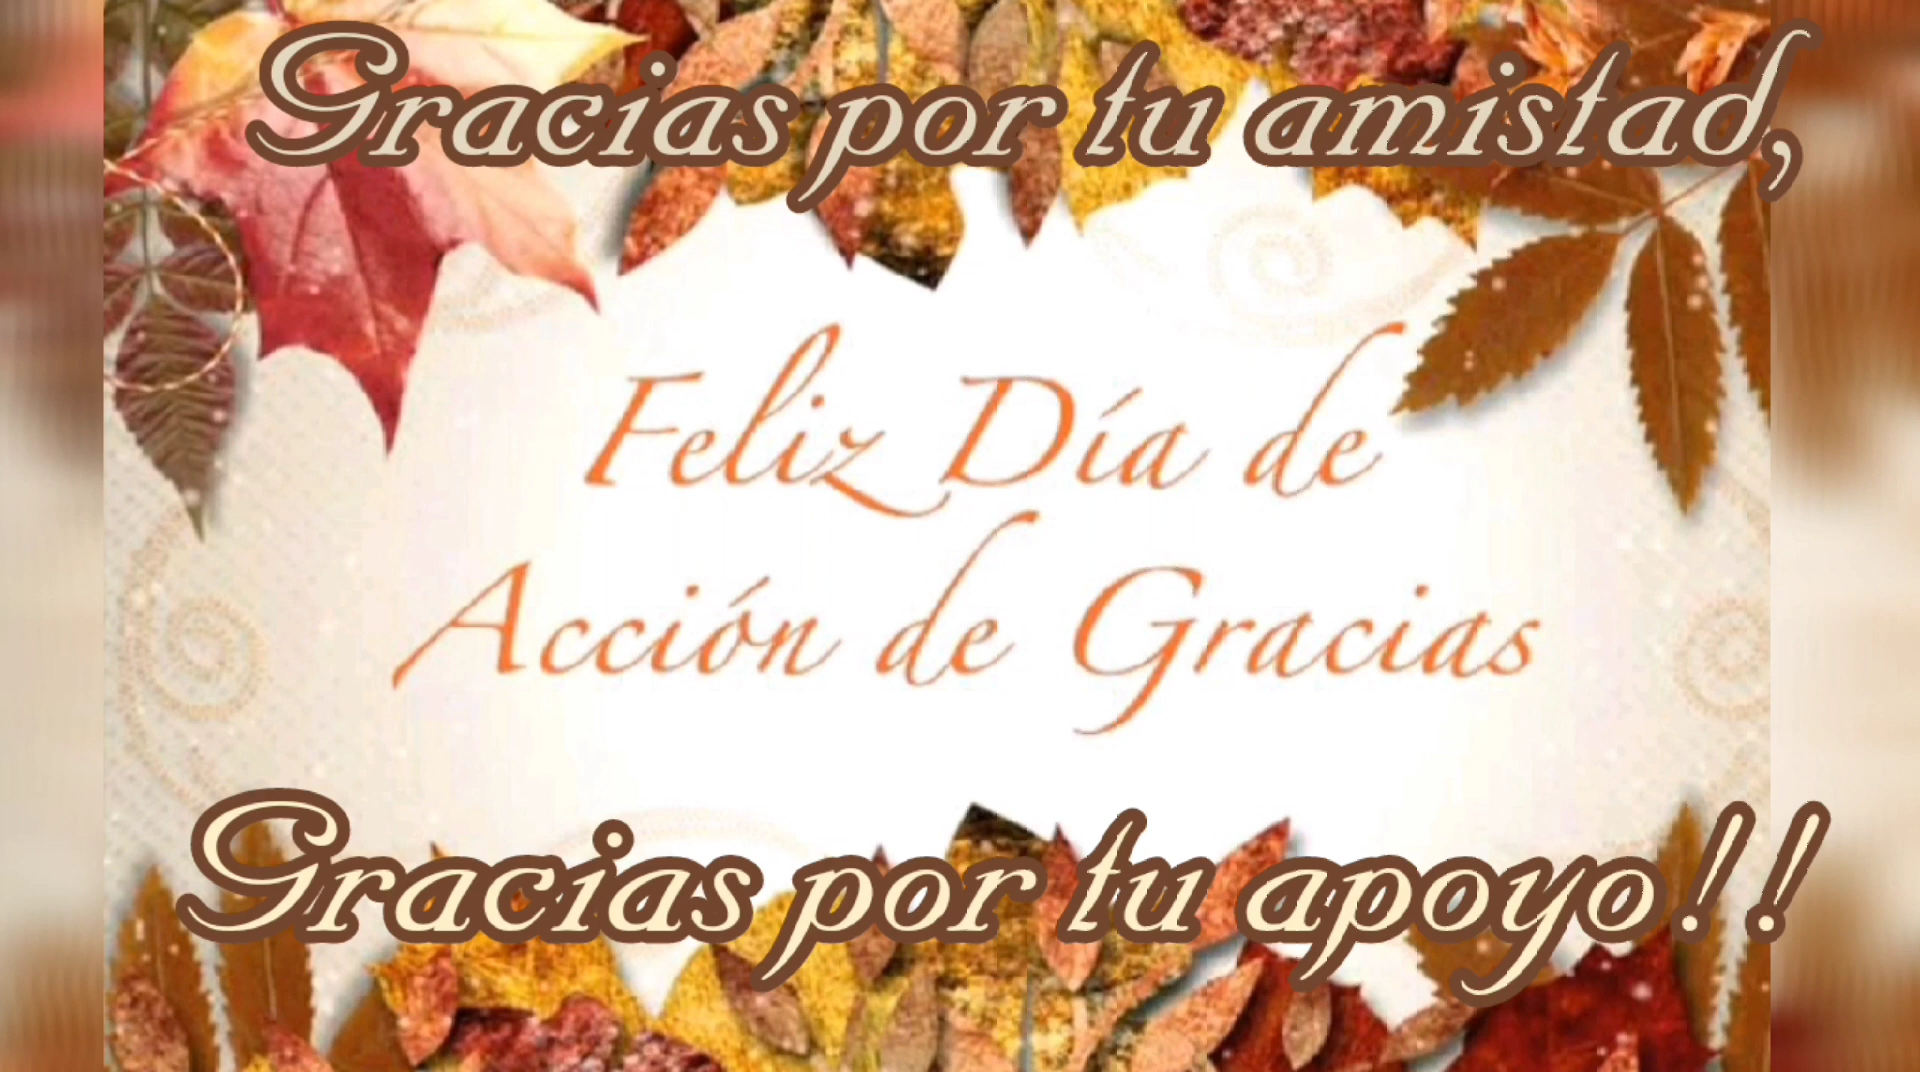 Gracias por tu amistad,
Feliz Día de
Acción de Gracias
Gracias por tu apoyo!!